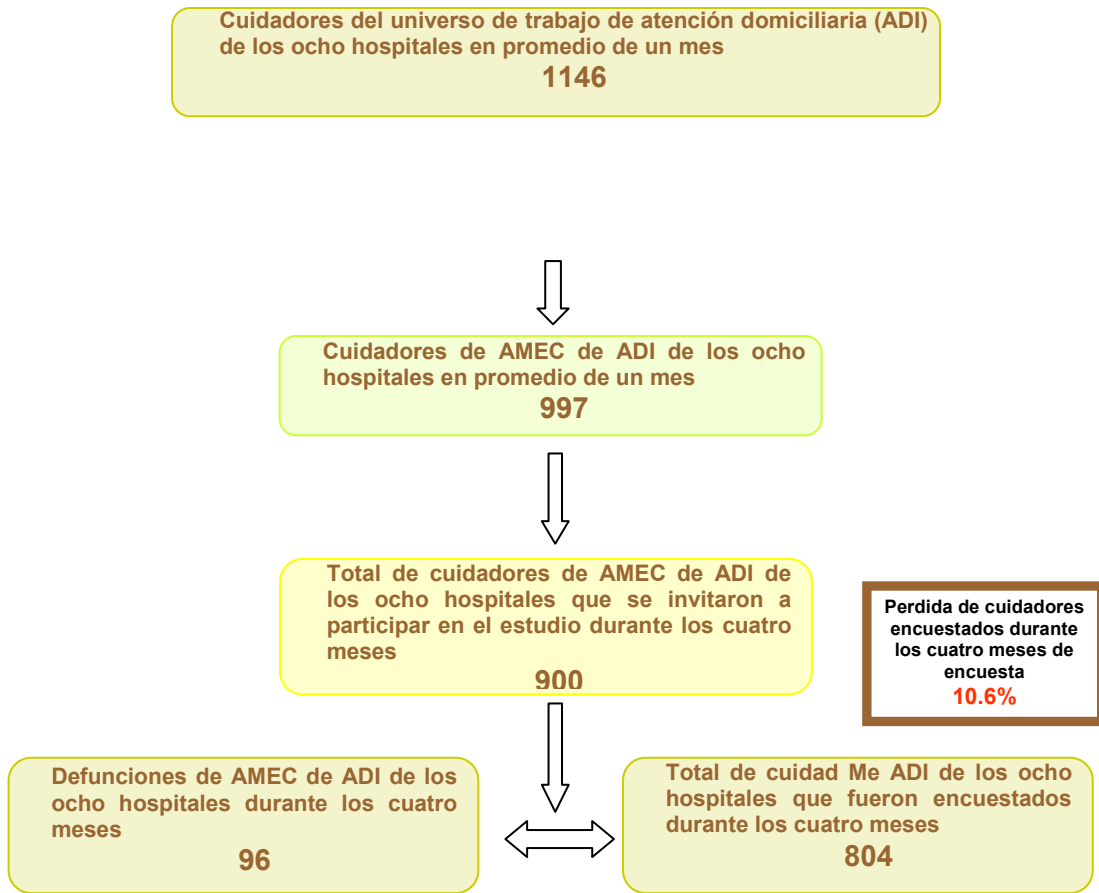 Cuidadores del universo de trabajo de atención domiciliaria (ADI)
de los ocho hospitales en promedio de un mes
1146
Cuidadores de AMEC de ADI de los ocho
hospitales en promedio de un mes
997
Total de cuidadores de AMEC de ADI de
los ocho hospitales que se invitaron a
participar en el estudio durante los cuatro
meses
900
Perdida de cuidadores
encuestados durante
los cuatro meses de
encuesta
10.6%
Defunciones de AMEC de ADI de los
ocho hospitales durante los cuatro
meses
96
Total de cuidad Me ADI de los ocho
hospitales que fueron encuestados
durante los cuatro meses
804